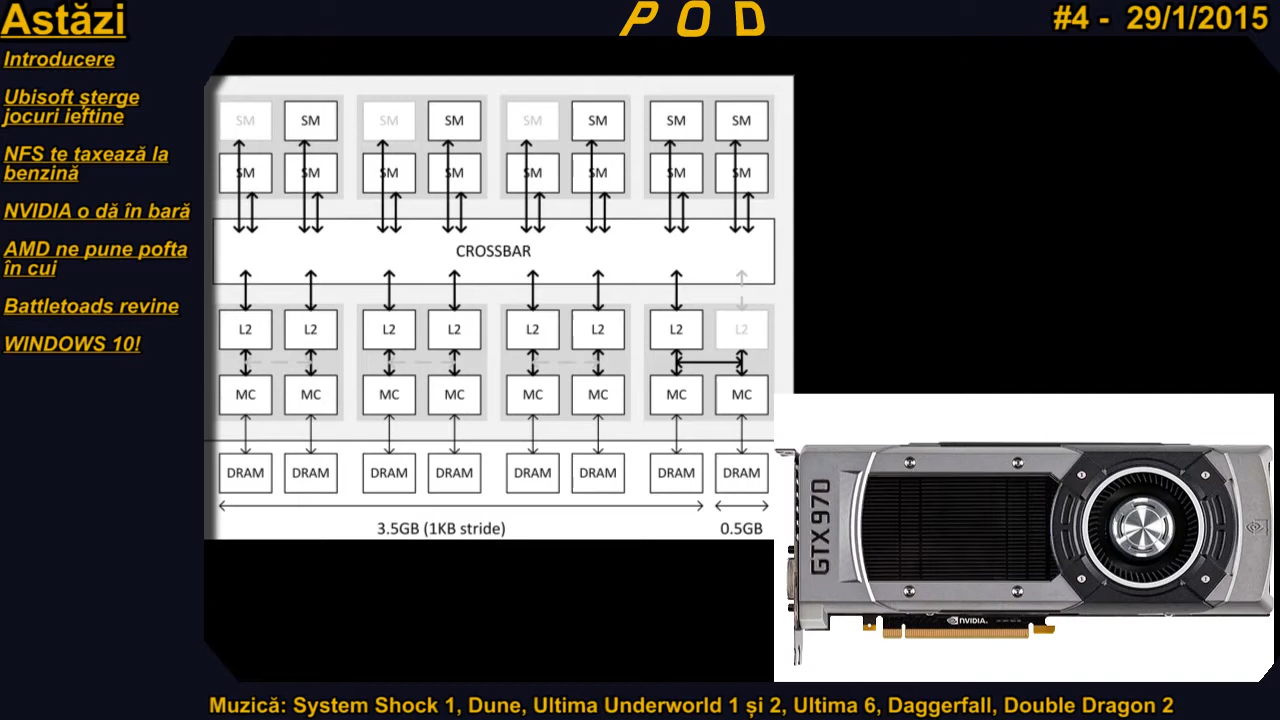 Astăzi
POD
#4 - 29/1/2015
Introducere
Ubisoft șterge
jocuri ieftine
NFS te taxează la
benzină
NVIDIA o dă în bară
AMD ne pune pofta
în cui
Battletoads revine
WINDOWS 10!
SM SM SM SM SM SM SM SM
SM SM SM SM SM SM SM SM
CROSSBAR
L2 L2 L2 L2 L2 L2 L2 L2
MC MC MC MC MC MC MC MC
DRAM DRAM DRAM DRAM DRAM DRAM DRAM DRAM
3.5GB (1KB stride) 0.5GB
GTX970
NVIDIA.
Muzică: System Shock 1, Dune, Ultima Underworld 1 și 2, Ultima 6, Daggerfall, Double Dragon 2